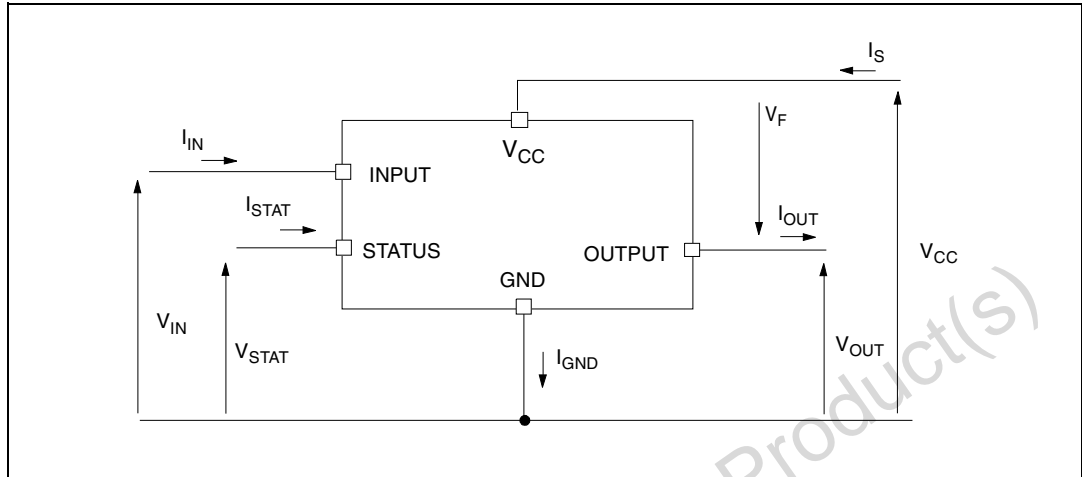 I_S
V_F
V_CC
I_IN
INPUT
I_STAT
I_OUT
STATUS
OUTPUT
V_CC
GND
V_IN
V_STAT
I_GND
V_OUT
Product(s)